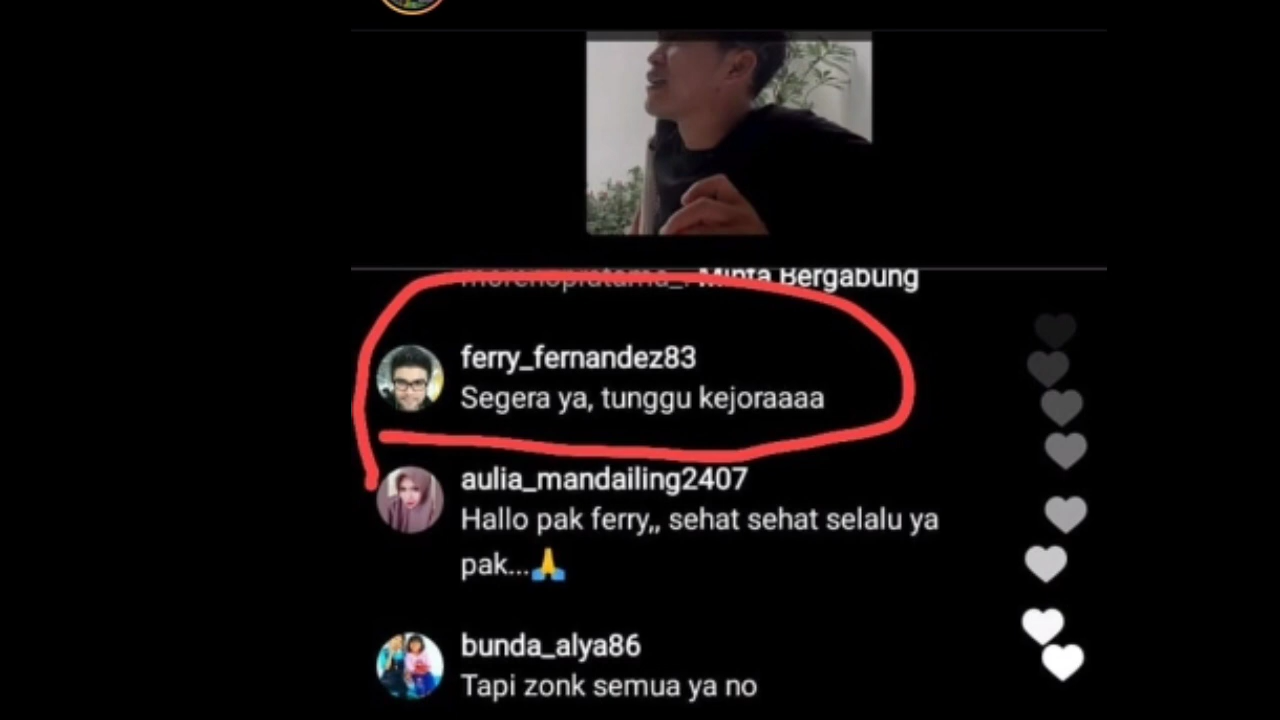 morenopratama_. Minta Bergabung
ferry_fernandez83
Segera ya, tunggu kejoraaaa
aulia_mandailing2407
Hallo pak ferry,, sehat sehat selalu ya
pak...🙏
bunda_alya86
Tapi zonk semua ya no